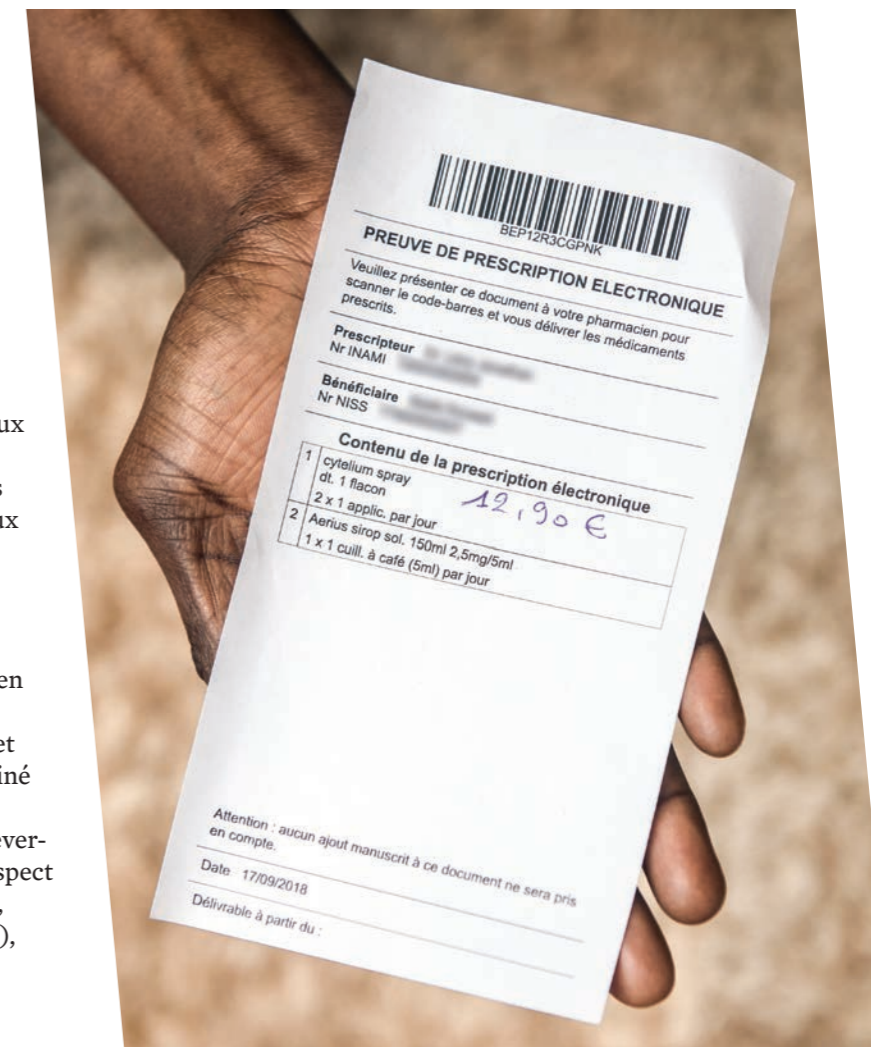 ux
s
ux
en
et
iné
ever-
spect
,
),
BEP12R3CGPNK
PREUVE DE PRESCRIPTION ELECTRONIQUE
Veuillez présenter ce document à votre pharmacien pour
scanner le code-barres et vous délivrer les médicaments
prescrits.
Prescripteur
Nr INAMI
Bénéficiaire
Nr NISS
Contenu de la prescription électronique
1 cytelium spray
dt. 1 flacon
2 x 1 applic. par jour
12,90 €
2 Aerius sirop sol. 150ml 2,5mg/5ml
1 x 1 cuill. à café (5ml) par jour
Attention : aucun ajout manuscrit à ce document ne sera pris
en compte.
Date 17/09/2018
Délivrable à partir du :